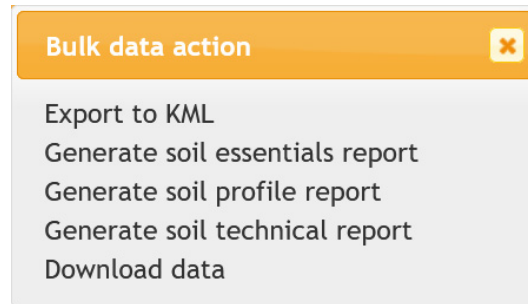 Bulk data action
Export to KML
Generate soil essentials report
Generate soil profile report
Generate soil technical report
Download data